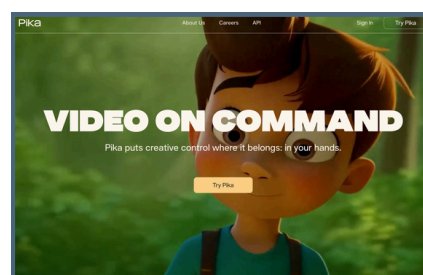 Pika
About Us Careers API
Sign In Try Pika
VIDEO ON COMMAND
Pika puts creative control where it belongs: in your hands.
Try Pika